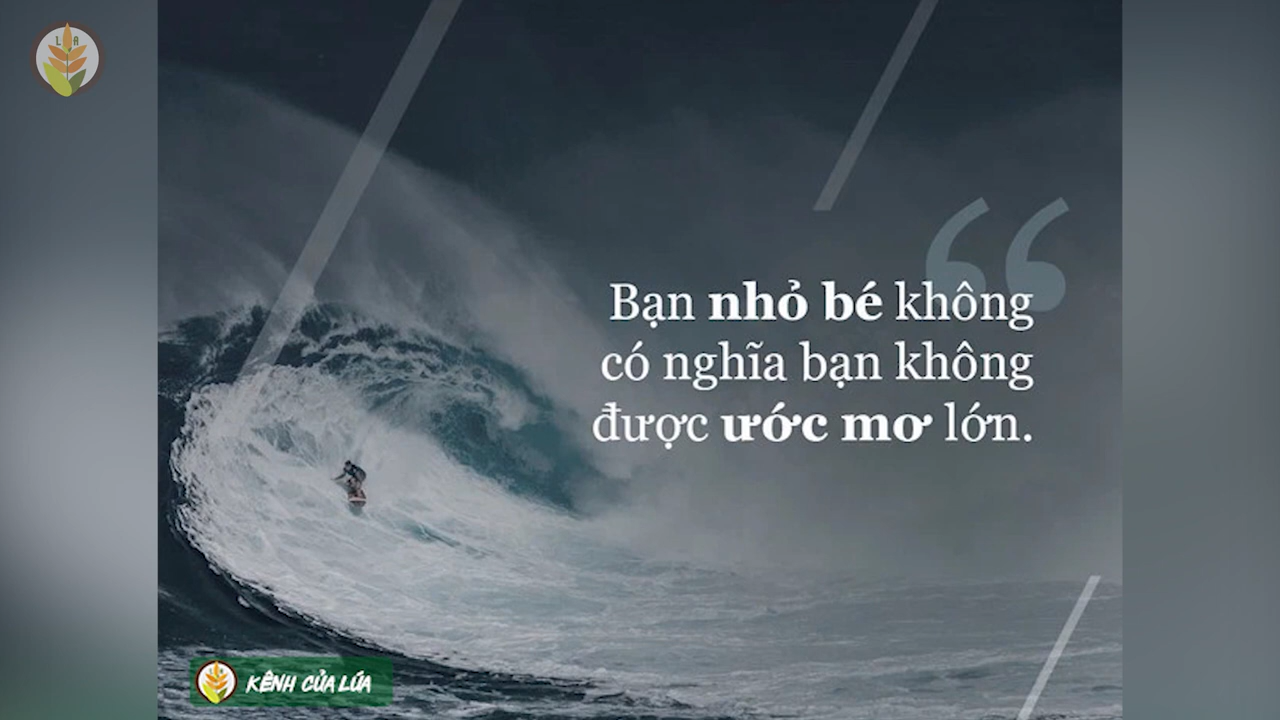 L A
Bạn nhỏ bé không
có nghĩa bạn không
được ước mơ lớn.
KÊNH CỦA LÚA